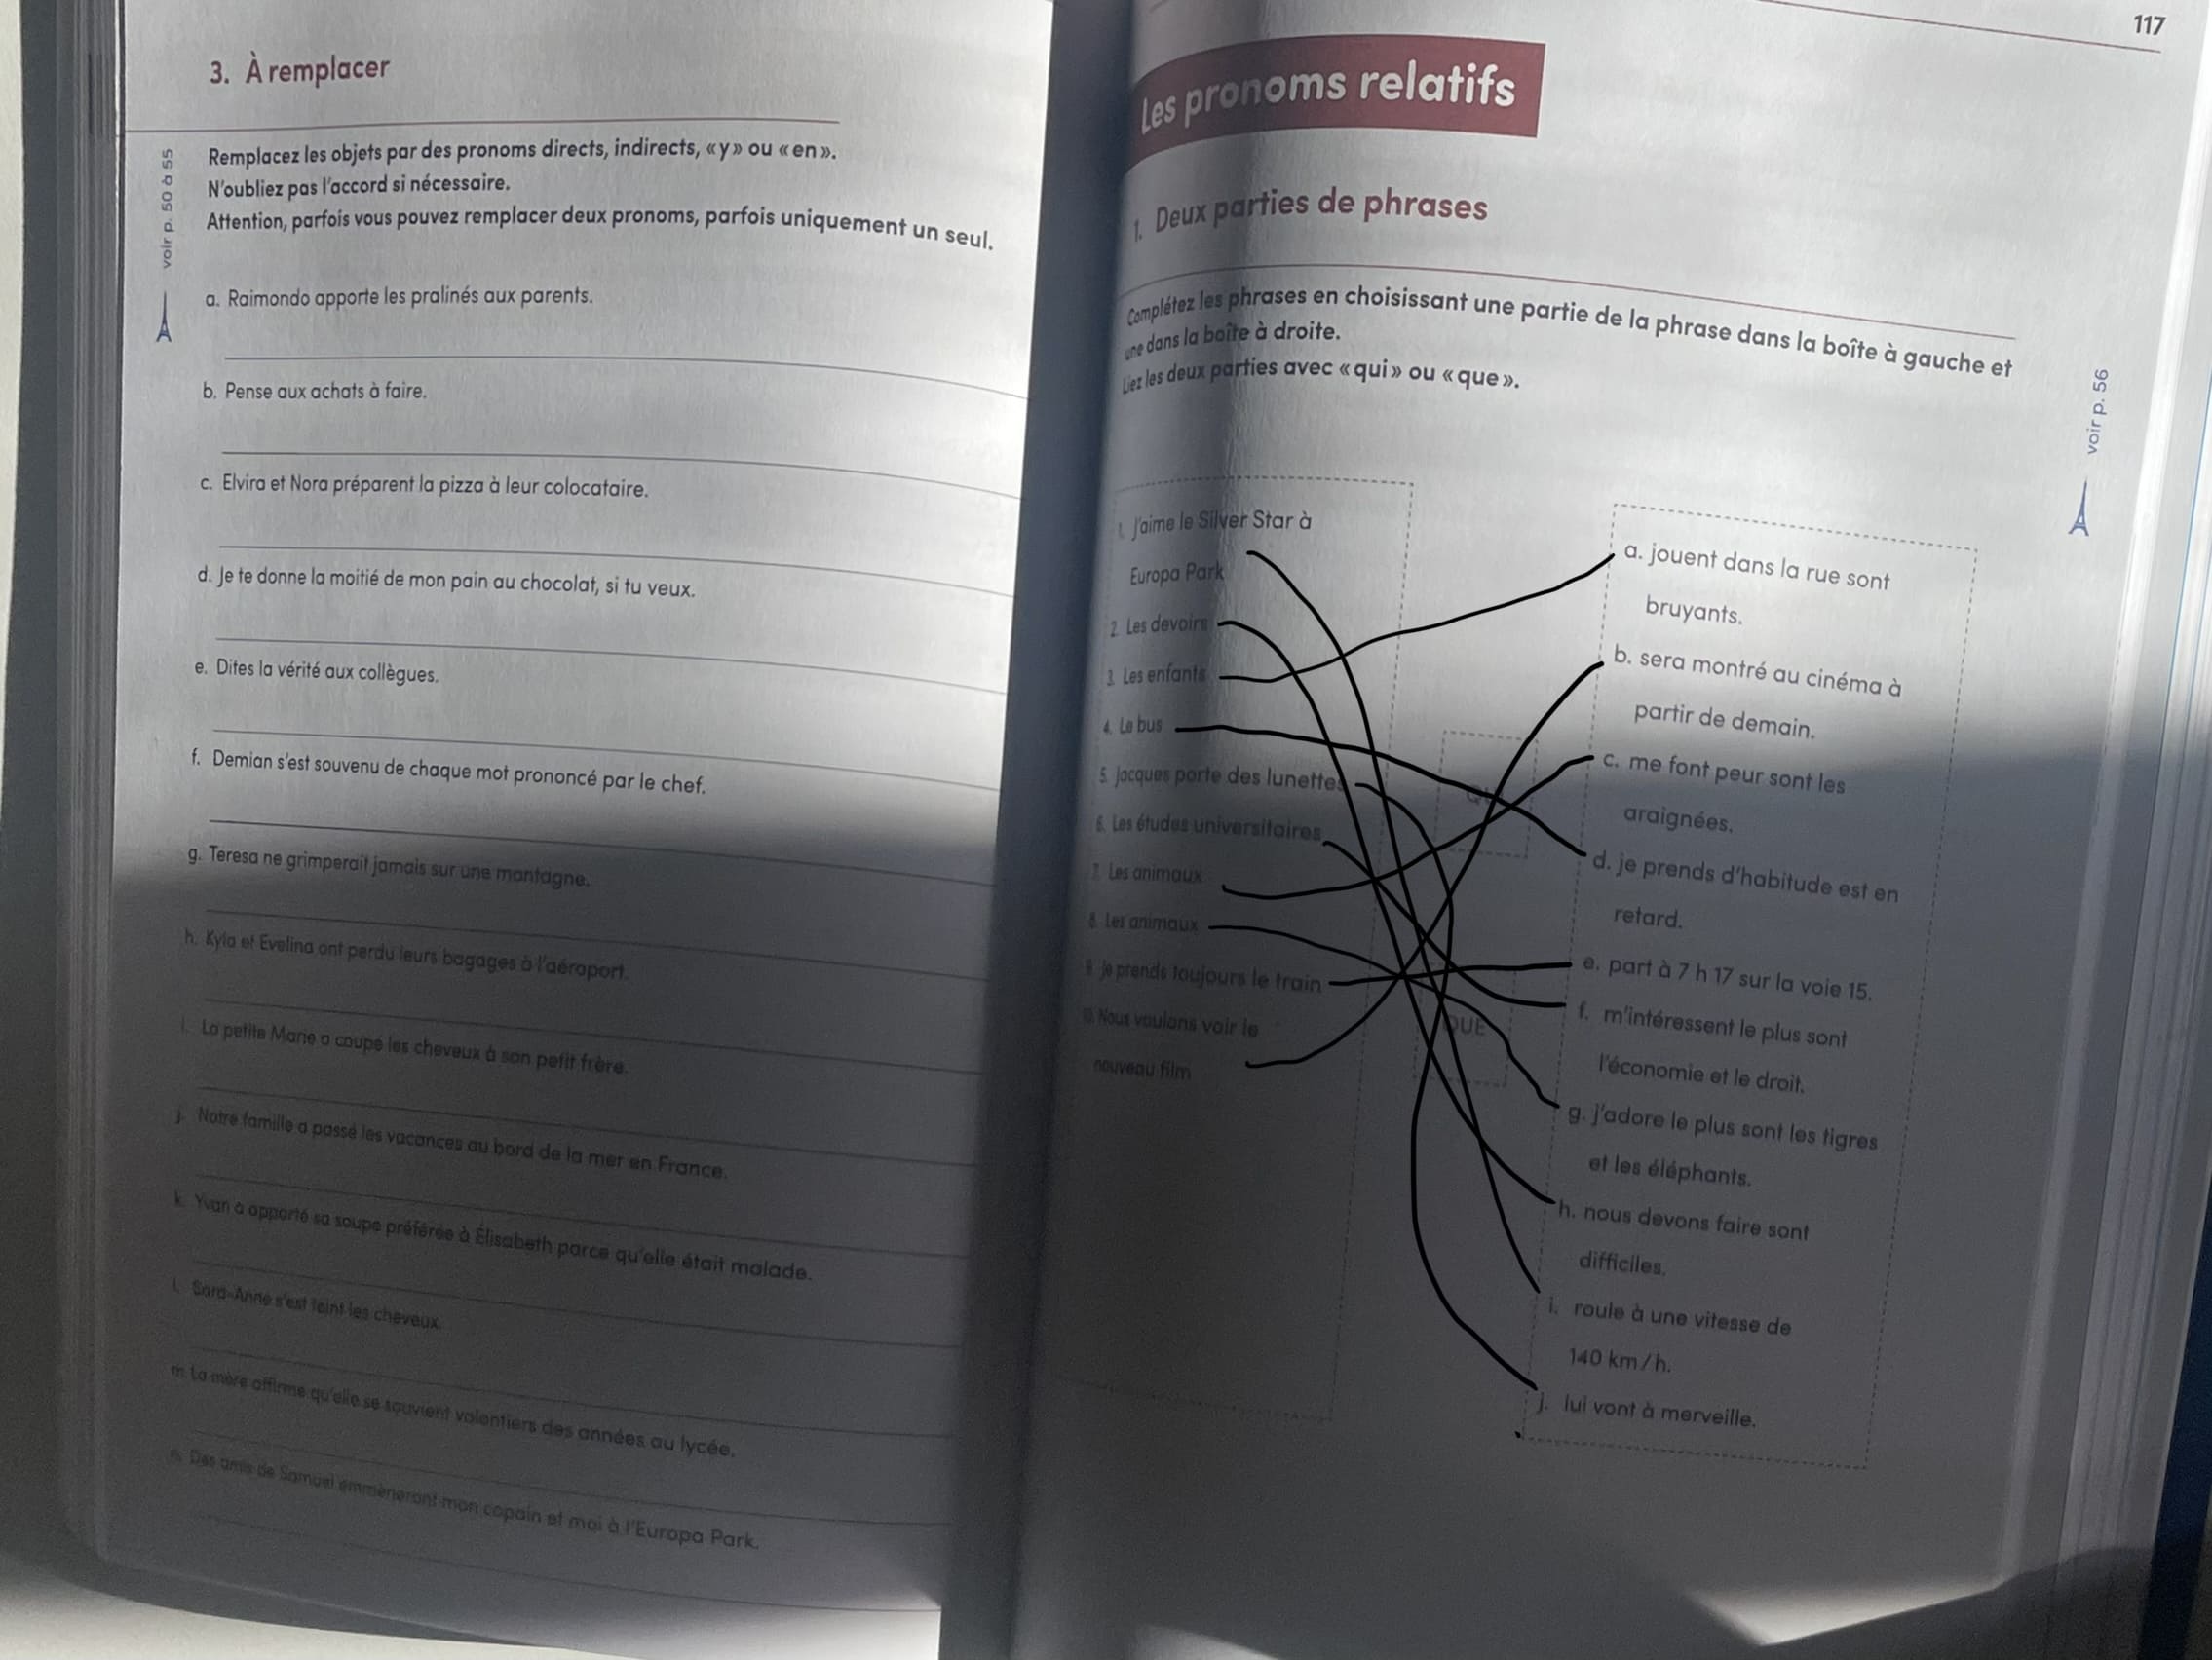 3. À remplacer
voir p. 50 à 55
Remplacez les objets par des pronoms directs, indirects, «y» ou «en».
N'oubliez pas l'accord si nécessaire.
Attention, parfois vous pouvez remplacer deux pronoms, parfois uniquement un seul.
a. Raimondo apporte les pralinés aux parents.
b. Pense aux achats à faire.
c. Elvira et Nora préparent la pizza à leur colocataire.
d. Je te donne la moitié de mon pain au chocolat, si tu veux.
e. Dites la vérité aux collègues.
f. Demian s'est souvenu de chaque mot prononcé par le chef.
g. Teresa ne grimperait jamais sur une montagne.
h. Kyla et Evelina ont perdu leurs bagages à l'aéroport.
i. La petite Marie a coupé les cheveux à son petit frère.
j. Notre famille a passé les vacances au bord de la mer en France.
k. Yvan a apporté sa soupe préférée à Élisabeth parce qu'elle était malade.
l. Sara-Anne s'est teint les cheveux.
m. La mère affirme qu'elle se souvient volontiers des années au lycée.
n. Des amis de Samuel emmèneront mon copain et moi à l'Europa Park.
117
Les pronoms relatifs
1. Deux parties de phrases
Complétez les phrases en choisissant une partie de la phrase dans la boîte à gauche et
une dans la boîte à droite.
Liez les deux parties avec «qui» ou «que».
voir p. 56
1. J'aime le Silver Star à
Europa Park
2. Les devoirs
3. Les enfants
4. Le bus
5. Jacques porte des lunettes
6. Les études universitaires
7. Les animaux
8. Les animaux
9. Je prends toujours le train
10. Nous voulons voir le
nouveau film
QUI
QUE
a. jouent dans la rue sont
bruyants.
b. sera montré au cinéma à
partir de demain.
c. me font peur sont les
araignées.
d. je prends d'habitude est en
retard.
e. part à 7 h 17 sur la voie 15.
f. m'intéressent le plus sont
l'économie et le droit.
g. j'adore le plus sont les tigres
et les éléphants.
h. nous devons faire sont
difficiles.
i. roule à une vitesse de
140 km/h.
j. lui vont à merveille.